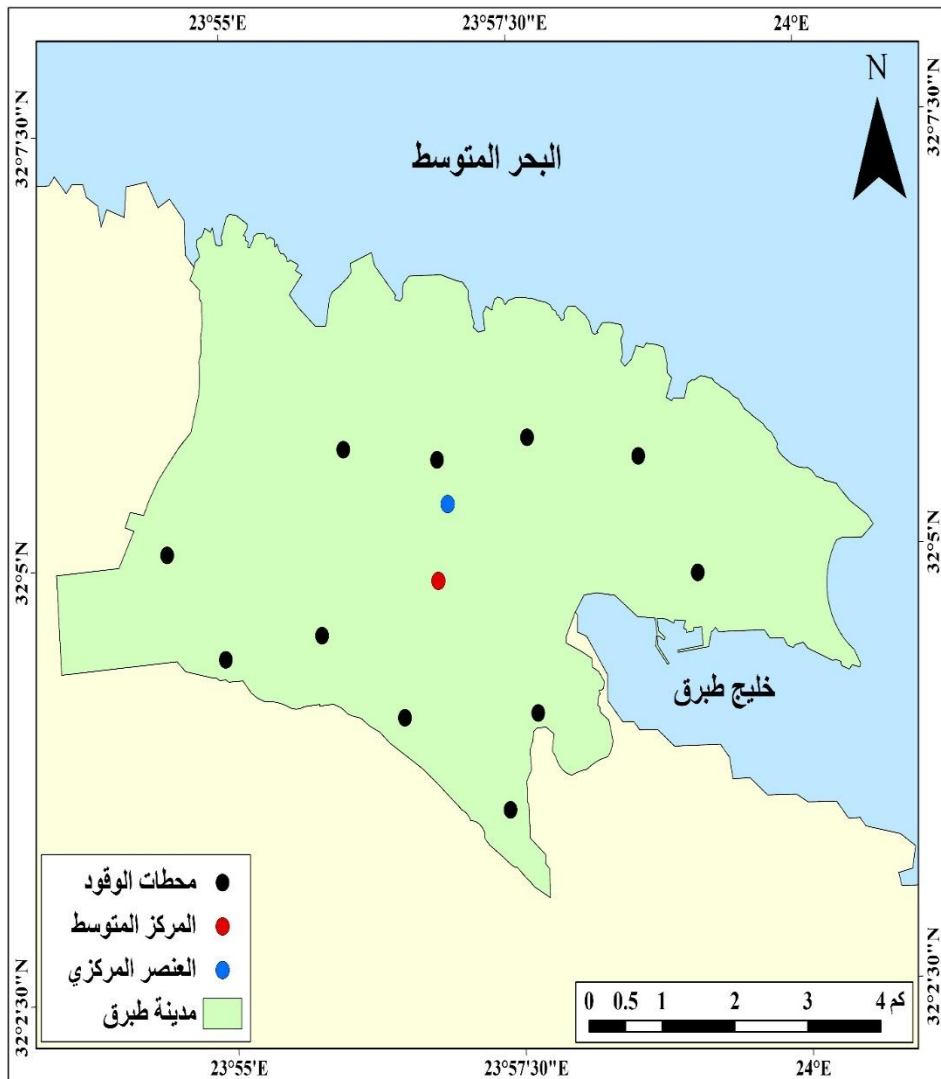 23°55'E 23°57'30"E 24°E
32°7'30"N
32°7'30"N
N
البحر المتوسط
32°5'N
32°5'N
خليج طبرق
محطات الوقود
المركز المتوسط
العنصر المركزي
مدينة طبرق
0 0.5 1 2 3 4 كم
32°2'30"N
32°2'30"N
23°55'E 23°57'30"E 24°E